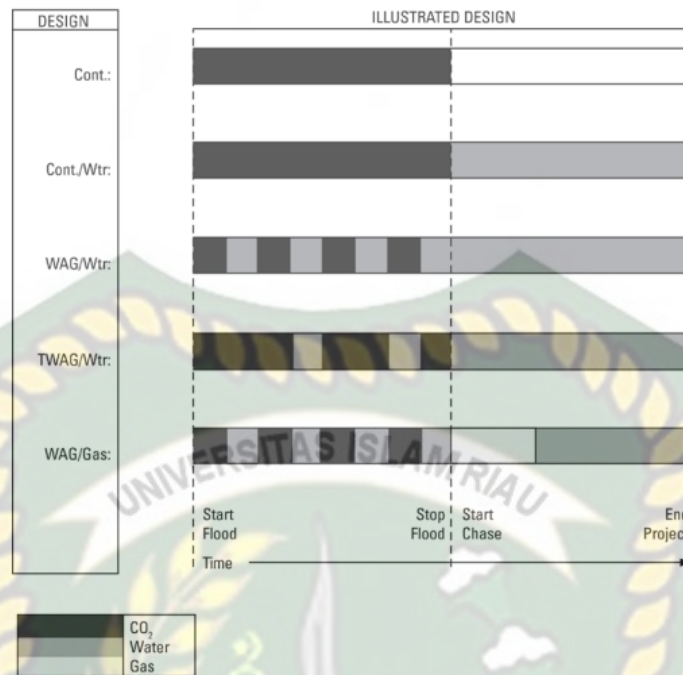 DESIGN
ILLUSTRATED DESIGN
Cont.:
Cont./Wtr:
WAG/Wtr:
TWAG/Wtr:
WAG/Gas:
UNIVERSITAS ISLAM RIAU
Start Flood
Stop Flood
Start Chase
Time
CO₂
Water
Gas